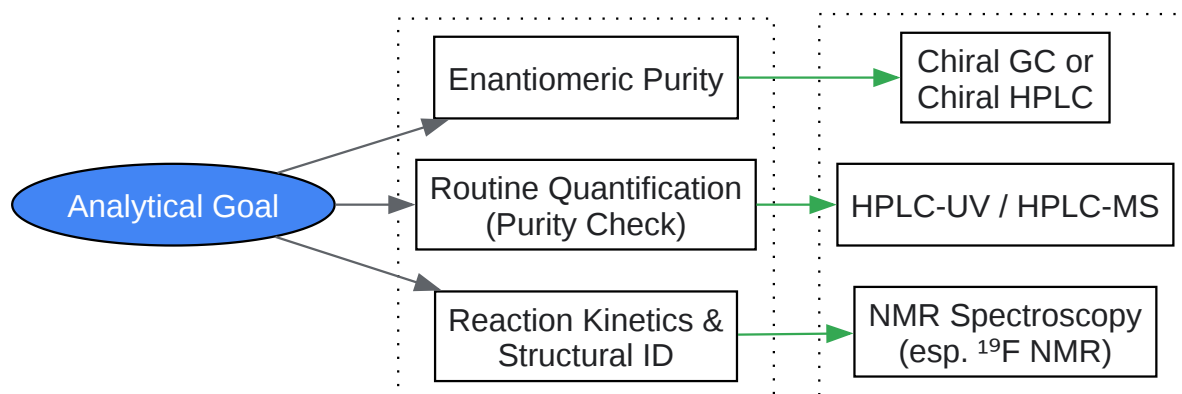 Analytical Goal
Enantiomeric Purity
Chiral GC or
Chiral HPLC
Routine Quantification
(Purity Check)
HPLC-UV / HPLC-MS
Reaction Kinetics &
Structural ID
NMR Spectroscopy
(esp. ¹⁹F NMR)